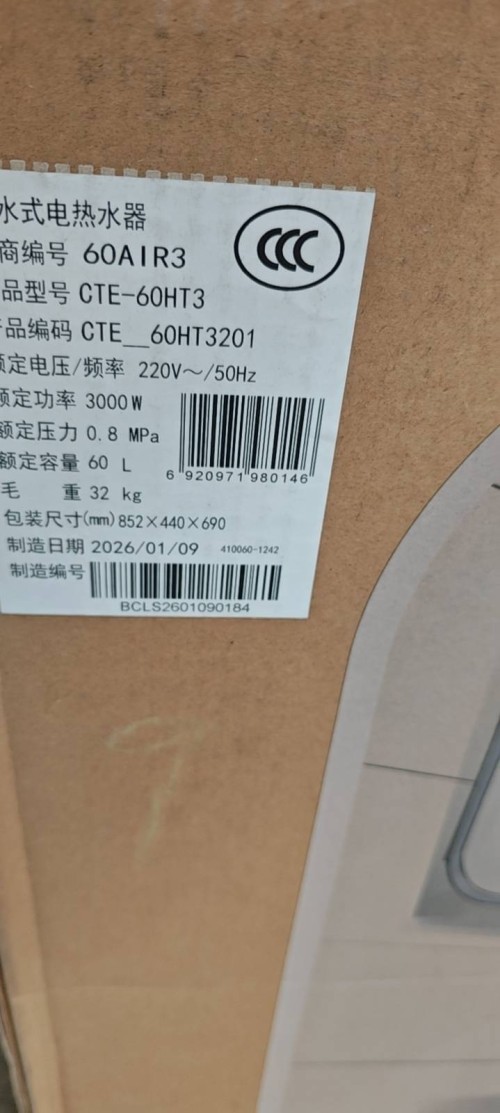 水式电热水器
商编号 60AIR3
品型号 CTE-60HT3
产品编码 CTE__60HT3201
额定电压/频率 220V～/50Hz
额定功率 3000W
额定压力 0.8 MPa
额定容量 60 L
6 920971 980146
毛 重 32 kg
包装尺寸(mm)852×440×690
制造日期 2026/01/09 410060-1242
制造编号
BCLS2601090184
CCC
9